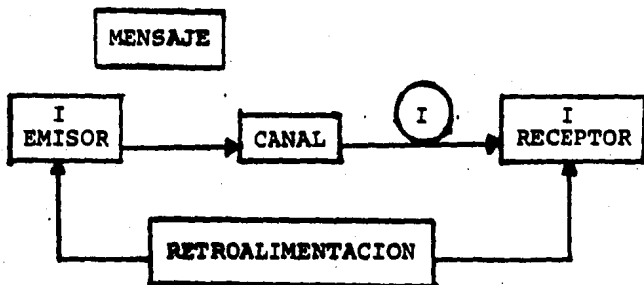 MENSAJE
I
EMISOR
CANAL
I
I
RECEPTOR
RETROALIMENTACION